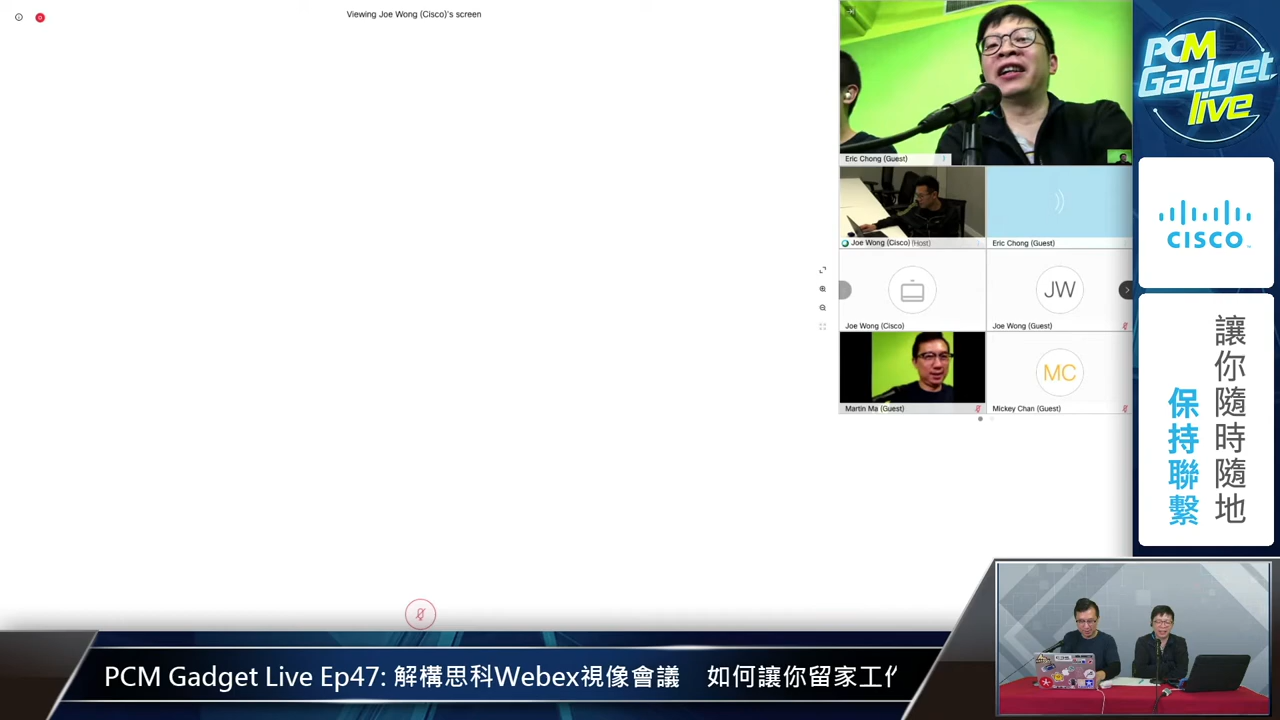 Viewing Joe Wong (Cisco)'s screen
Eric Chong (Guest)
Joe Wong (Cisco) (Host)
Eric Chong (Guest)
Joe Wong (Cisco)
JW
Joe Wong (Guest)
Martin Ma (Guest)
MC
Mickey Chan (Guest)
PCM
Gadget
live
CISCO
讓你隨時隨地
保持聯繫
PCM Gadget Live Ep47: 解構思科Webex視像會議 如何讓你留家工作